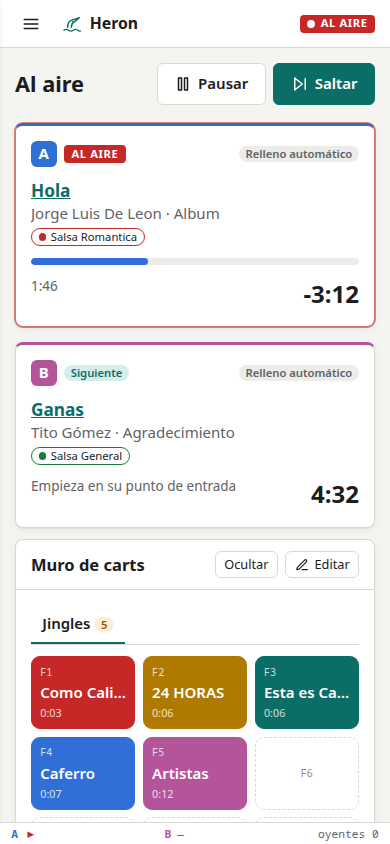 Heron
AL AIRE
Al aire
Pausar
Saltar
A AL AIRE Relleno automático
Hola
Jorge Luis De Leon · Album
Salsa Romantica
1:46
-3:12
B Siguiente Relleno automático
Ganas
Tito Gómez · Agradecimiento
Salsa General
Empieza en su punto de entrada
4:32
Muro de carts
Ocultar
Editar
Jingles 5
F1
Como Cali...
0:03
F2
24 HORAS
0:06
F3
Esta es Ca...
0:06
F4
Caferro
0:07
F5
Artistas
0:12
F6
A B — oyentes 0